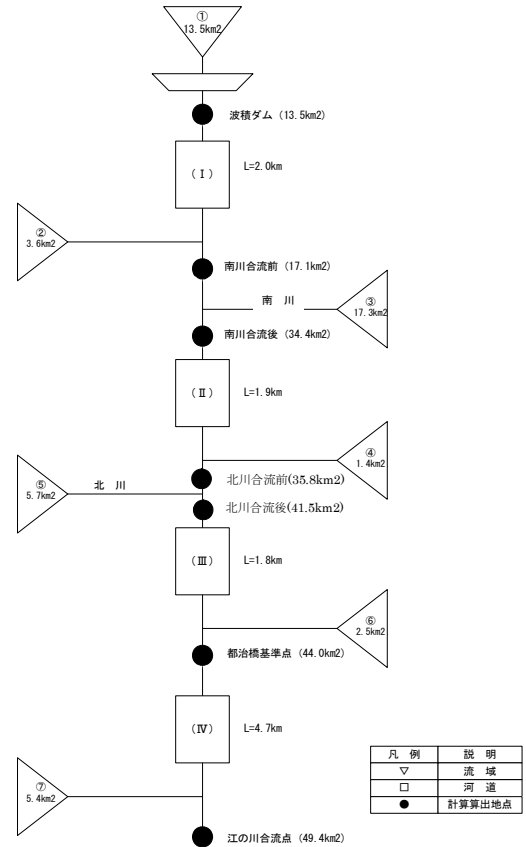 ①
13.5km2
波積ダム (13.5km2)
(Ⅰ)
L=2.0km
②
3.6km2
南川合流前 (17.1km2)
南 川
③
17.3km2
南川合流後 (34.4km2)
(Ⅱ)
L=1.9km
④
1.4km2
北川合流前(35.8km2)
⑤
5.7km2
北 川
北川合流後(41.5km2)
(Ⅲ)
L=1.8km
⑥
2.5km2
都治橋基準点 (44.0km2)
(Ⅳ)
L=4.7km
⑦
5.4km2
江の川合流点 (49.4km2)
凡 例 説 明
▽ 流 域
□ 河 道
● 計算算出地点